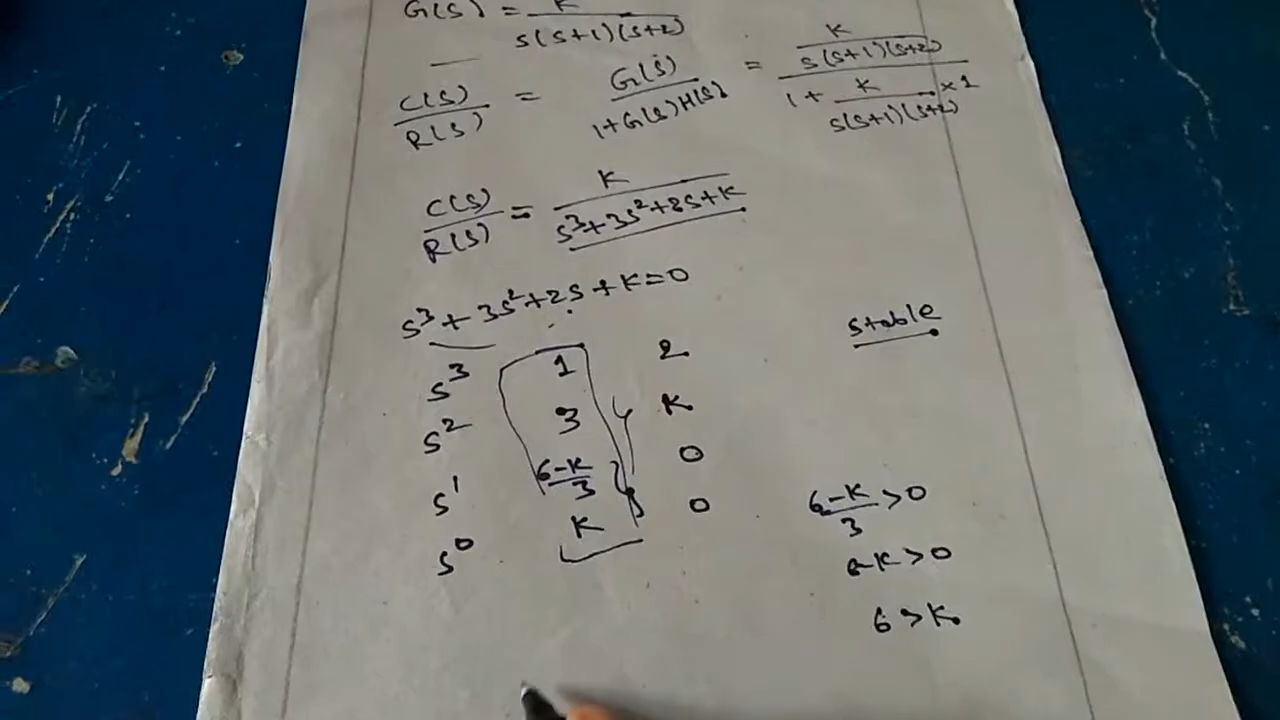 G(S) = K / S(S+1)(S+2)
C(S)/R(S) = G(S) / 1+G(S)H(S) = K/S(S+1)(S+2) / 1+ K/S(S+1)(S+2) ×1
C(S)/R(S) = K / S³+3S²+2S+K
S³+3S²+2S+K=0
stable
S³ 1 2
S² 3 K
S¹ 6-K/3 0
S⁰ K 0
6-K/3 >0
6-K>0
6>K